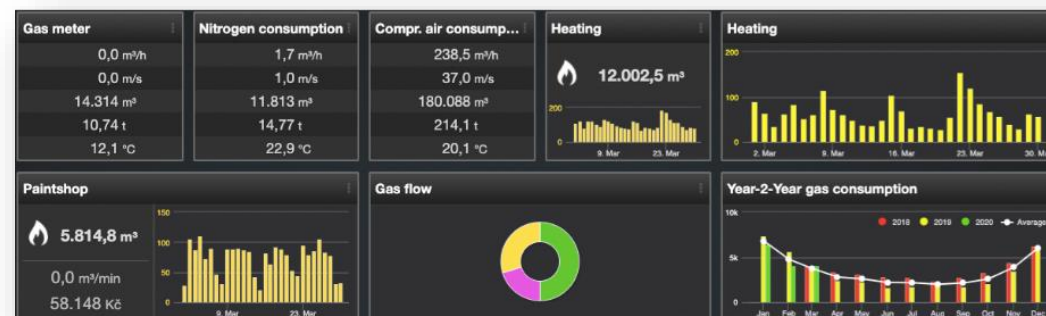 Gas meter
0,0 m³/h
0,0 m/s
14.314 m³
10,74 t
12,1 °C
Nitrogen consumption
1,7 m³/h
1,0 m/s
11.813 m³
14,77 t
22,9 °C
Compr. air consump...
238,5 m³/h
37,0 m/s
180.088 m³
214,1 t
20,1 °C
Heating
12.002,5 m³
200
0
9. Mar 23. Mar
Heating
200
100
0
2. Mar 9. Mar 16. Mar 23. Mar 30. M
Paintshop
5.814,8 m³
0,0 m³/min
58.148 Kč
150
100
50
0
9. Mar 23. Mar
Gas flow
Year-2-Year gas consumption
2018 2019 2020 Average
10k
5k
0
Jan Feb Mar Apr May Jun Jul Aug Sep Oct Nov Dec